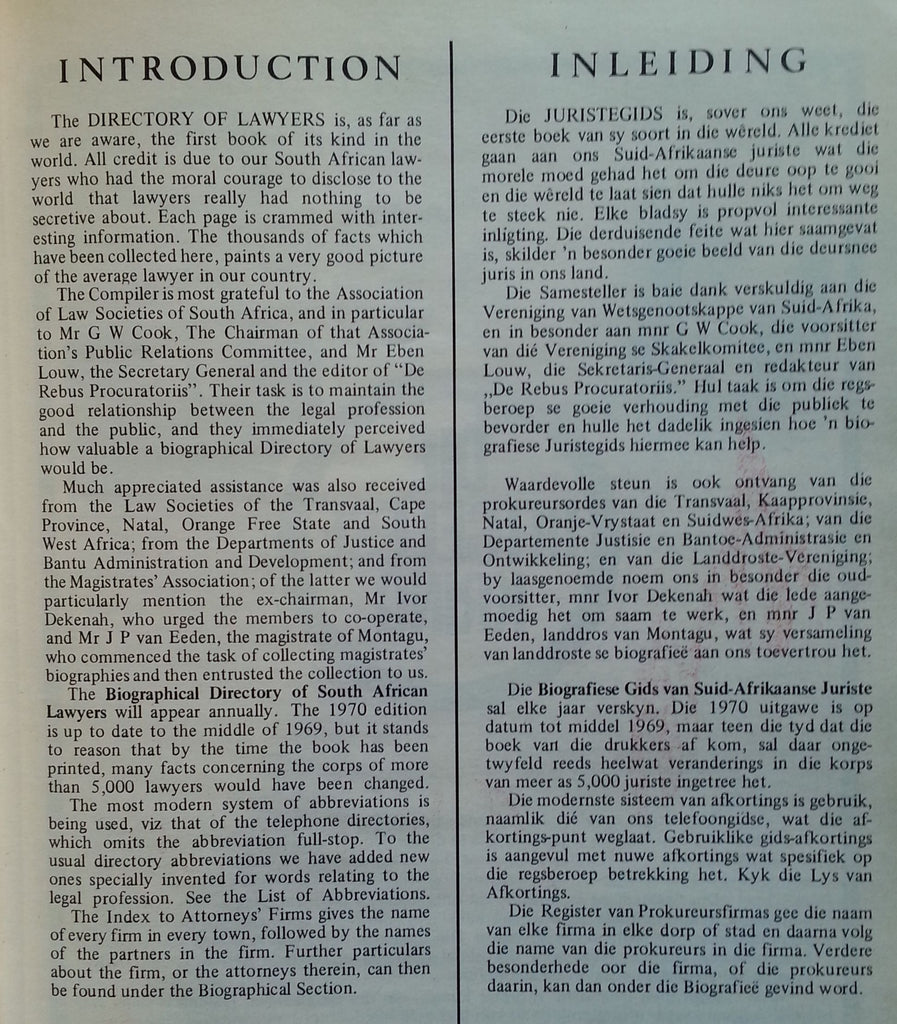 INTRODUCTION
The DIRECTORY OF LAWYERS is, as far as
we are aware, the first book of its kind in the
world. All credit is due to our South African law-
yers who had the moral courage to disclose to the
world that lawyers really had nothing to be
secretive about. Each page is crammed with inter-
esting information. The thousands of facts which
have been collected here, paints a very good picture
of the average lawyer in our country.
The Compiler is most grateful to the Association
of Law Societies of South Africa, and in particular
to Mr G W Cook, The Chairman of that Associa-
tion's Public Relations Committee, and Mr Eben
Louw, the Secretary General and the editor of "De
Rebus Procuratoriis". Their task is to maintain the
good relationship between the legal profession
and the public, and they immediately perceived
how valuable a biographical Directory of Lawyers
would be.
Much appreciated assistance was also received
from the Law Societies of the Transvaal, Cape
Province, Natal, Orange Free State and South
West Africa; from the Departments of Justice and
Bantu Administration and Development; and from
the Magistrates' Association; of the latter we would
particularly mention the ex-chairman, Mr Ivor
Dekenah, who urged the members to co-operate,
and Mr J P van Eeden, the magistrate of Montagu,
who commenced the task of collecting magistrates'
biographies and then entrusted the collection to us.
The Biographical Directory of South African
Lawyers will appear annually. The 1970 edition
is up to date to the middle of 1969, but it stands
to reason that by the time the book has been
printed, many facts concerning the corps of more
than 5,000 lawyers would have been changed.
The most modern system of abbreviations is
being used, viz that of the telephone directories,
which omits the abbreviation full-stop. To the
usual directory abbreviations we have added new
ones specially invented for words relating to the
legal profession. See the List of Abbreviations.
The Index to Attorneys' Firms gives the name
of every firm in every town, followed by the names
of the partners in the firm. Further particulars
about the firm, or the attorneys therein, can then
be found under the Biographical Section.
INLEIDING
Die JURISTEGIDS is, sover ons weet, die
eerste boek van sy soort in die wêreld. Alle krediet
gaan aan ons Suid-Afrikaanse juriste wat die
morele moed gehad het om die deure oop te gooi
en die wêreld te laat sien dat hulle niks het om weg
te steek nie. Elke bladsy is propvol interessante
inligting. Die derduisende feite wat hier saamgevat
is, skilder 'n besonder goeie beeld van die deursnee
juris in ons land.
Die Samesteller is baie dank verskuldig aan die
Vereniging van Wetsgenootskappe van Suid-Afrika,
en in besonder aan mnr G W Cook, die voorsitter
van dié Vereniging se Skakelkomitee, en mnr Eben
Louw, die Sekretaris-Generaal en redakteur van
„De Rebus Procuratoriis." Hul taak is om die regs-
beroep se goeie verhouding met die publiek te
bevorder en hulle het dadelik ingesien hoe 'n bio-
grafiese Juristegids hiermee kan help.
Waardevolle steun is ook ontvang van die
prokureursordes van die Transvaal, Kaapprovinsie,
Natal, Oranje-Vrystaat en Suidwes-Afrika; van die
Departemente Justisie en Bantoe-Administrasie en
Ontwikkeling; en van die Landdroste-Vereniging;
by laasgenoemde noem ons in besonder die oud-
voorsitter, mnr Ivor Dekenah wat die lede aange-
moedig het om saam te werk, en mnr J P van
Eeden, landdros van Montagu, wat sy versameling
van landdroste se biografieë aan ons toevertrou het.
Die Biografiese Gids van Suid-Afrikaanse Juriste
sal elke jaar verskyn. Die 1970 uitgawe is op
datum tot middel 1969, maar teen die tyd dat die
boek van die drukkers af kom, sal daar onge-
twyfeld reeds heelwat veranderings in die korps
van meer as 5,000 juriste ingetree het.
Die modernste sisteem van afkortings is gebruik,
naamlik dié van ons telefoongidse, wat die af-
kortings-punt weglaat. Gebruiklike gids-afkortings
is aangevul met nuwe afkortings wat spesifiek op
die regsberoep betrekking het. Kyk die Lys van
Afkortings.
Die Register van Prokureursfirmas gee die naam
van elke firma in elke dorp of stad en daarna volg
die name van die prokureurs in die firma. Verdere
besonderhede oor die firma, of die prokureurs
daarin, kan dan onder die Biografieë gevind word.